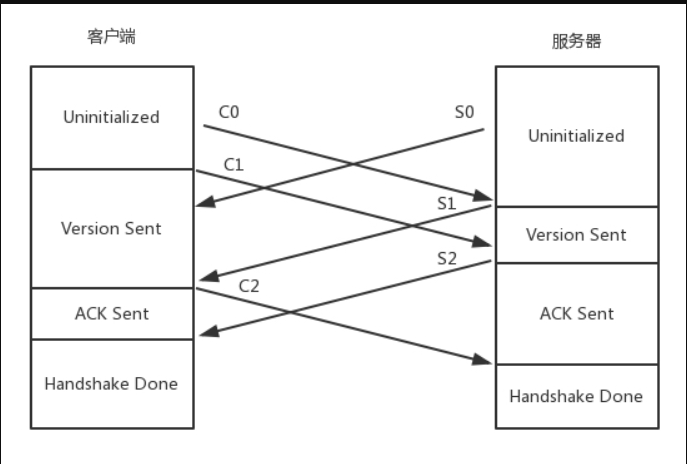 客户端
服务器
C0
S0
Uninitialized
Uninitialized
C1
S1
Version Sent
Version Sent
S2
C2
ACK Sent
ACK Sent
Handshake Done
Handshake Done